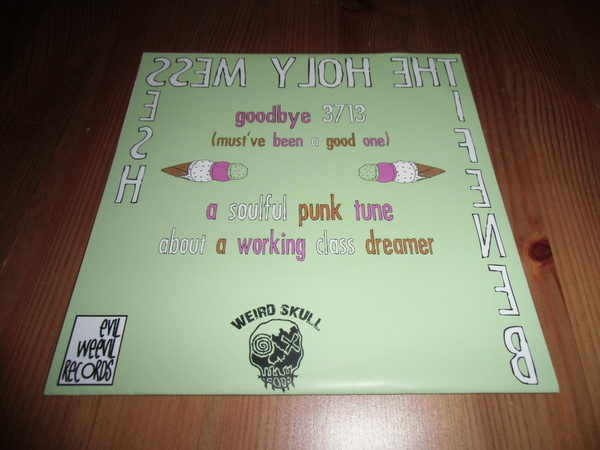 THE HOLY MESS
BENEFIT
SESH
goodbye 3713
(must've been a good one)
a soulful punk tune
about a working class dreamer
WEIRD SKULL
EVIL
WEEVIL
RECORDS